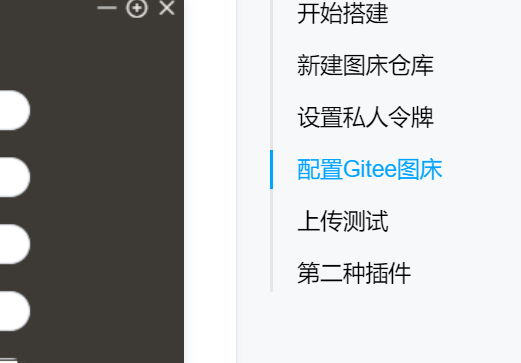 开始搭建
新建图床仓库
设置私人令牌
配置Gitee图床
上传测试
第二种插件